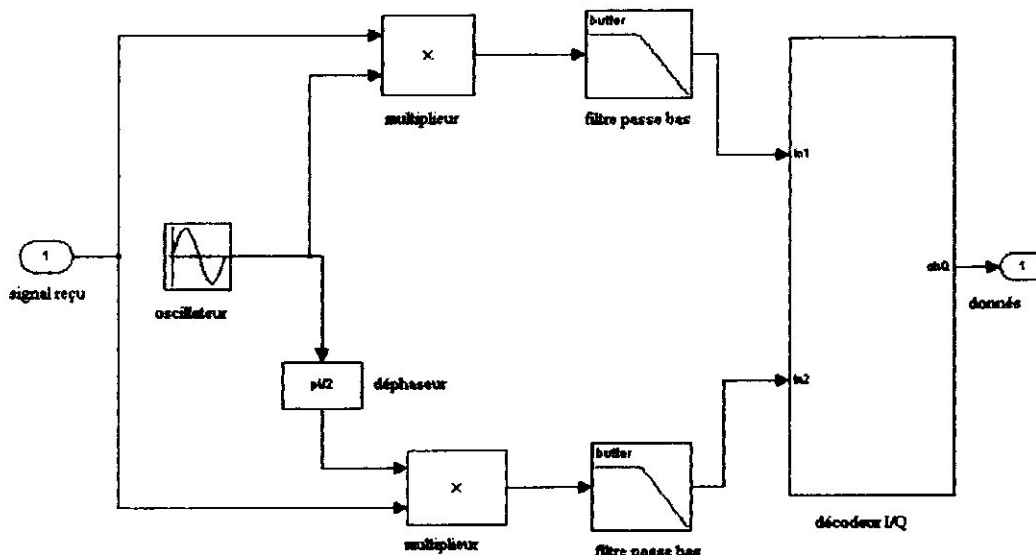 butter
×
multiplieur
filtre passe bas
In1
1
signal reçu
oscillateur
1
donnés
pi/2
déphaseur
In2
butter
×
multiplieur
filtre passe bas
décodeur I/Q